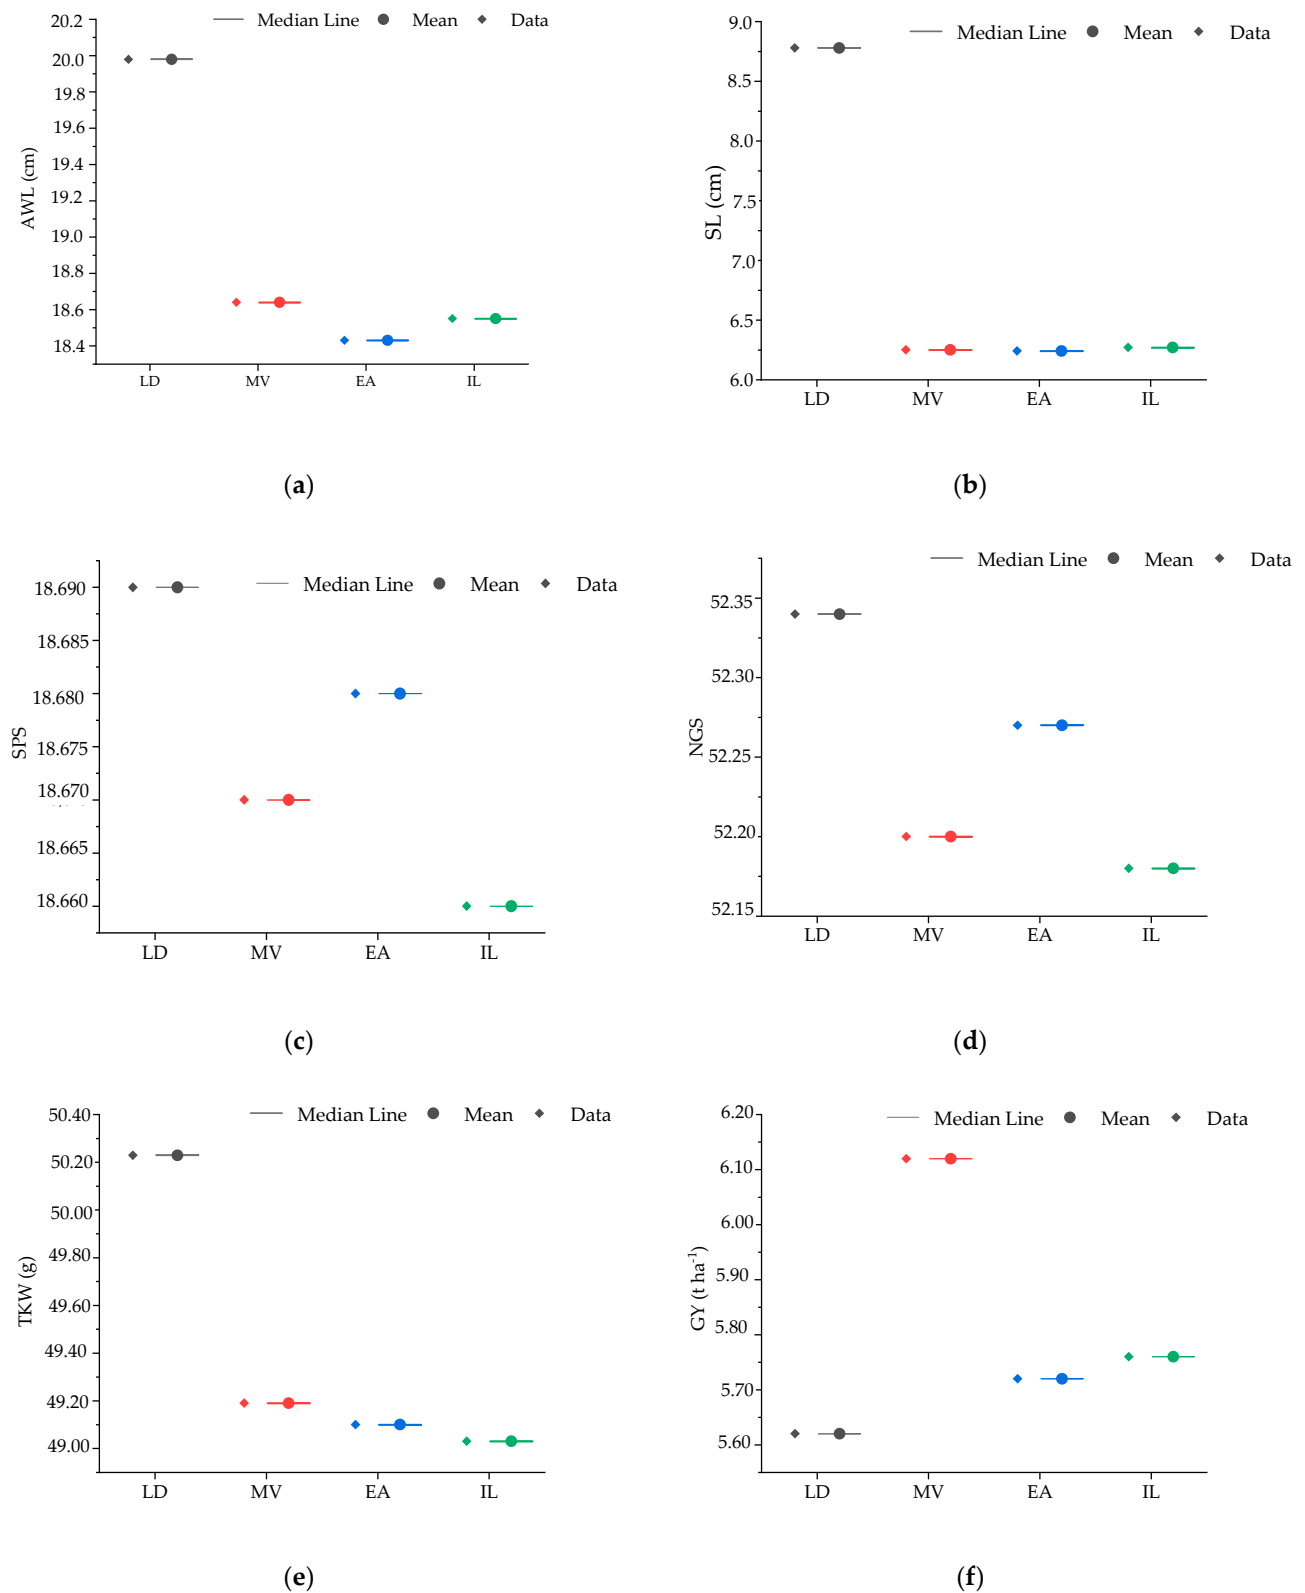 Median Line Mean Data
20.2
20.0
19.8
19.6
19.4
19.2
19.0
18.8
18.6
18.4
AWL (cm)
LD MV EA IL
(a)
Median Line Mean Data
9.0
8.5
8.0
7.5
7.0
6.5
6.0
SL (cm)
LD MV EA IL
(b)
Median Line Mean Data
18.690
18.685
18.680
18.675
18.670
18.665
18.660
SPS
LD MV EA IL
(c)
Median Line Mean Data
52.35
52.30
52.25
52.20
52.15
NGS
LD MV EA IL
(d)
Median Line Mean Data
50.40
50.20
50.00
49.80
49.60
49.40
49.20
49.00
TKW (g)
LD MV EA IL
(e)
Median Line Mean Data
6.20
6.10
6.00
5.90
5.80
5.70
5.60
GY (t ha⁻¹)
LD MV EA IL
(f)